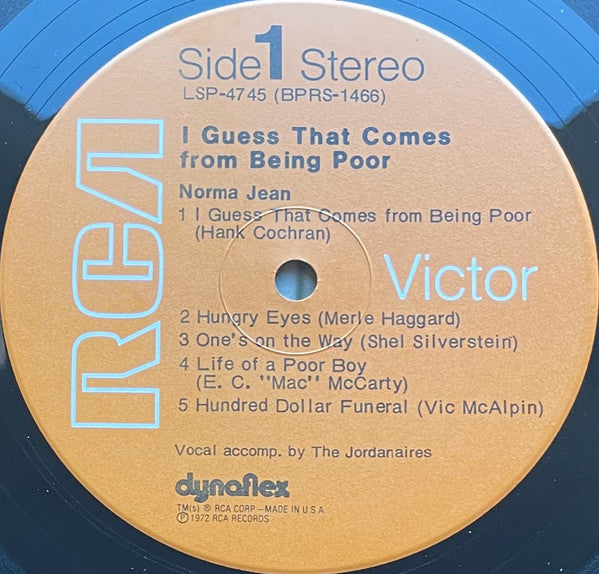 Side 1 Stereo
LSP-4745 (BPRS-1466)
I Guess That Comes
from Being Poor
Norma Jean
1 I Guess That Comes from Being Poor
(Hank Cochran)
RCA
Victor
2 Hungry Eyes (Merle Haggard)
3 One's on the Way (Shel Silverstein)
4 Life of a Poor Boy
(E. C. "Mac" McCarty)
5 Hundred Dollar Funeral (Vic McAlpin)
Vocal accomp. by The Jordanaires
dynaflex
TM(s) ® RCA CORP —MADE IN U.S.A.
Ⓟ 1972 RCA RECORDS